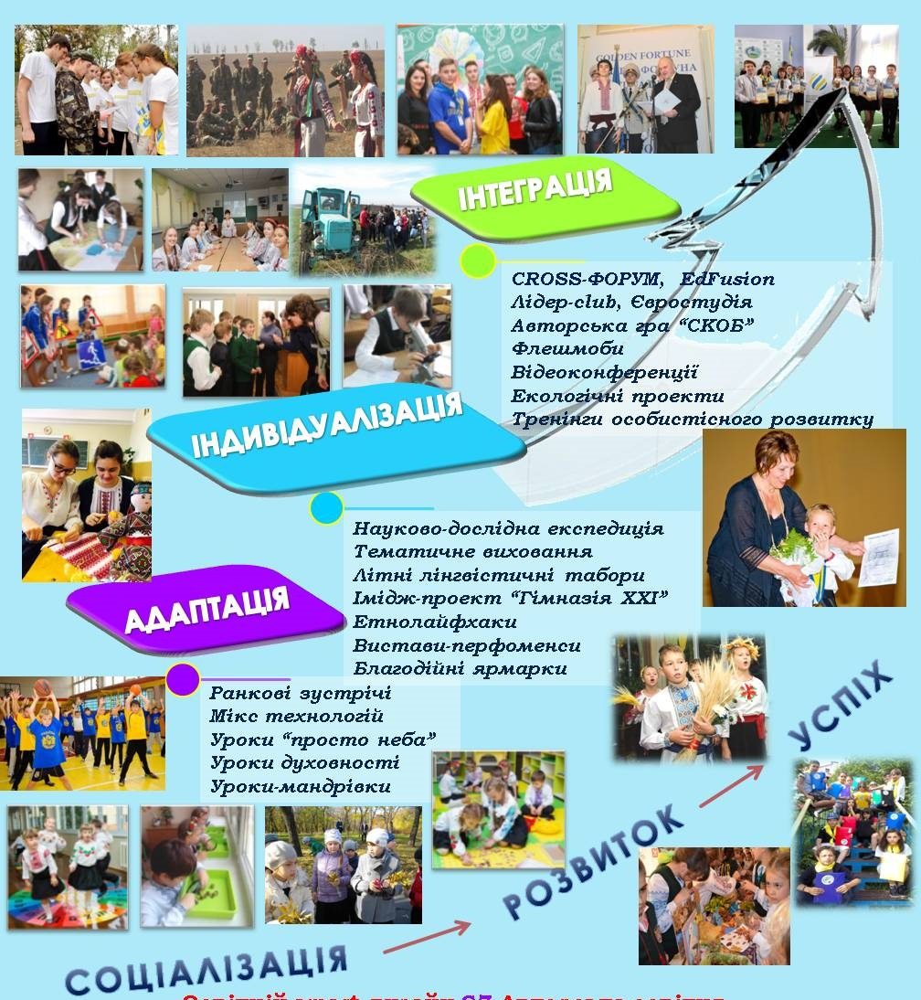 GOLDEN FORTUNE
ІНТЕГРАЦІЯ
CROSS-ФОРУМ, EdFusion
Лідер-club, Євростудія
Авторська гра “СКОБ”
Флешмоби
Відеоконференції
Екологічні проекти
Тренінги особистісного розвитку
ІНДИВІДУАЛІЗАЦІЯ
Науково-дослідна експедиція
Тематичне виховання
Літні лінгвістичні табори
Імідж-проект “Гімназія ХХІ”
Етнолайфхаки
Вистави-перфоменси
Благодійні ярмарки
АДАПТАЦІЯ
Ранкові зустрічі
Мікс технологій
Уроки “просто неба”
Уроки духовності
Уроки-мандрівки
УСПІХ
РОЗВИТОК
СОЦІАЛІЗАЦІЯ